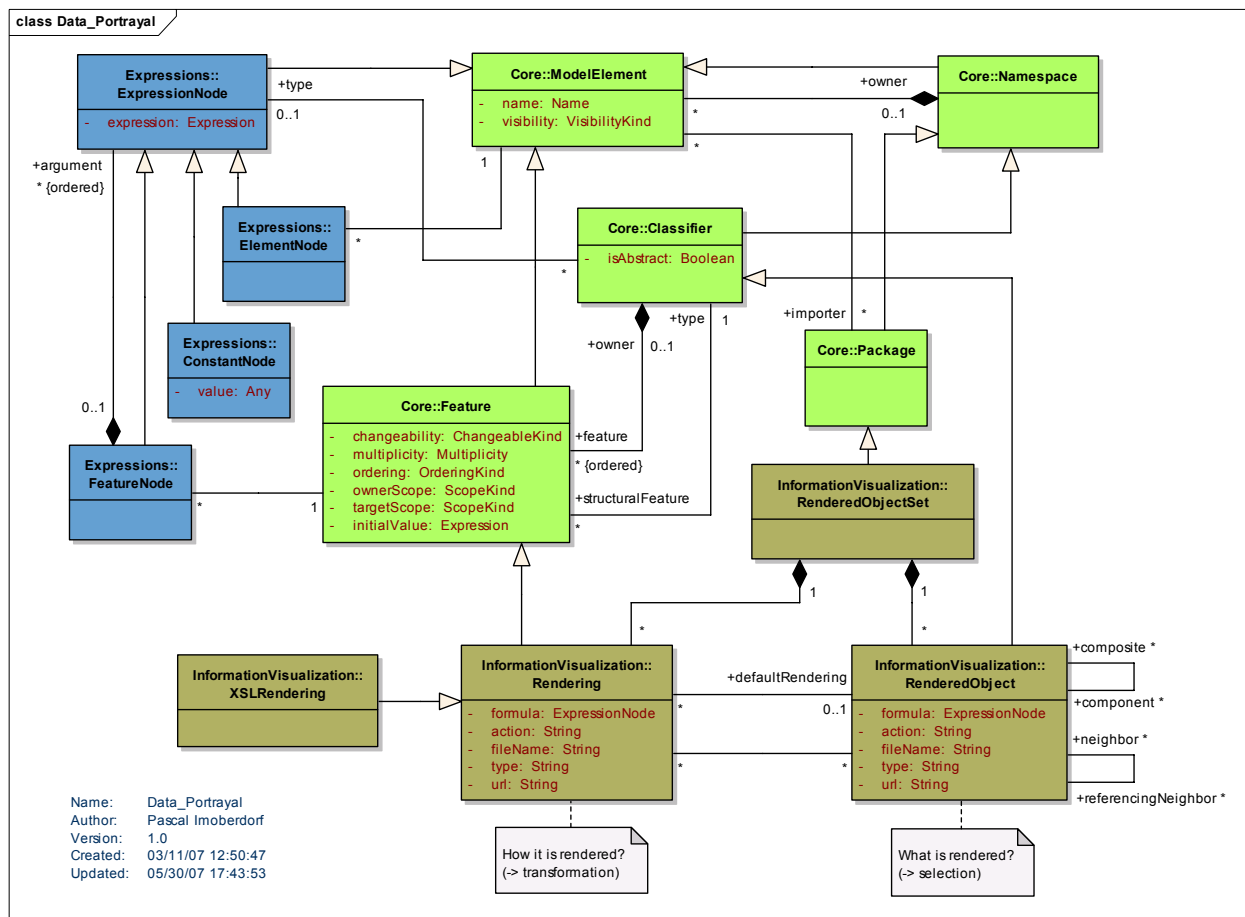 class Data_Portrayal
Expressions::
ExpressionNode
- expression: Expression
+type
0..1
Core::ModelElement
- name: Name
- visibility: VisibilityKind
+owner
*
0..1
*
Core::Namespace
+argument
* {ordered}
1
Expressions::
ElementNode
*
Core::Classifier
- isAbstract: Boolean
*
+type
1
+owner
0..1
+importer
*
Core::Package
Expressions::
ConstantNode
- value: Any
0..1
Core::Feature
- changeability: ChangeableKind
- multiplicity: Multiplicity
- ordering: OrderingKind
- ownerScope: ScopeKind
- targetScope: ScopeKind
- initialValue: Expression
+feature
* {ordered}
+structuralFeature
*
Expressions::
FeatureNode
*
1
InformationVisualization::
RenderedObjectSet
1
1
*
*
InformationVisualization::
XSLRendering
InformationVisualization::
Rendering
- formula: ExpressionNode
- action: String
- fileName: String
- type: String
- url: String
+defaultRendering
*
0..1
*
*
InformationVisualization::
RenderedObject
- formula: ExpressionNode
- action: String
- fileName: String
- type: String
- url: String
+composite *
+component *
+neighbor *
+referencingNeighbor *
Name: Data_Portrayal
Author: Pascal Imoberdorf
Version: 1.0
Created: 03/11/07 12:50:47
Updated: 05/30/07 17:43:53
How it is rendered?
(-> transformation)
What is rendered?
(-> selection)